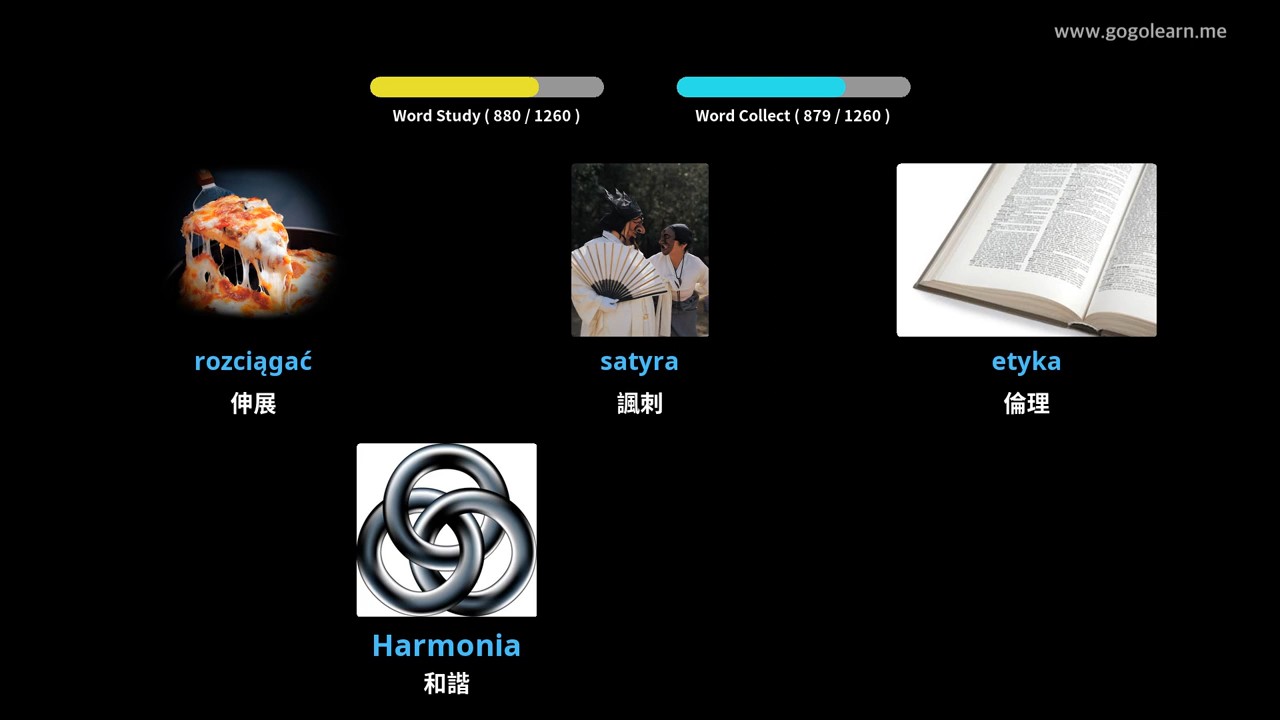 www.gogolearn.me
Word Study ( 880 / 1260 )
Word Collect ( 879 / 1260 )
rozciągać
伸展
satyra
諷刺
etyka
倫理
Harmonia
和諧